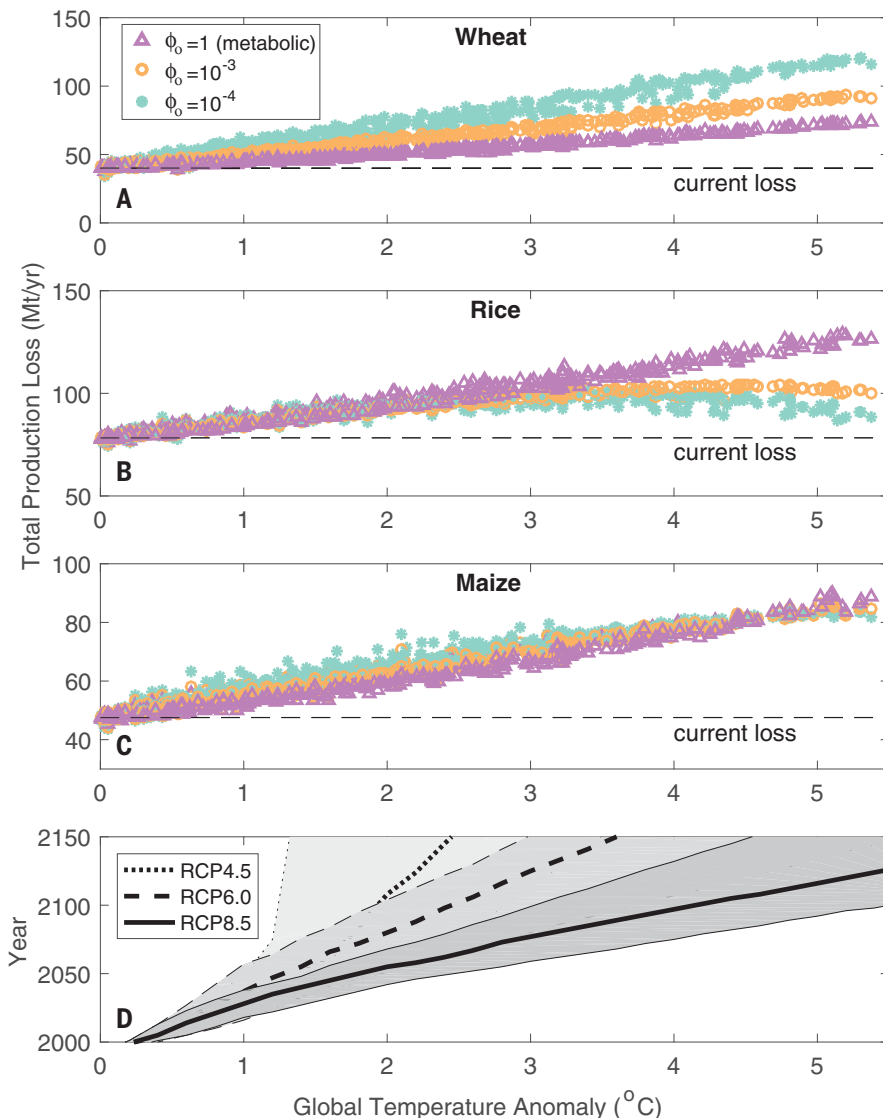 Total Production Loss (Mt/yr)
150
100
50
0
Wheat
ϕo =1 (metabolic)
ϕo =10-3
ϕo =10-4
current loss
A
0 1 2 3 4 5
150
100
50
Rice
current loss
B
0 1 2 3 4 5
100
80
60
40
Maize
current loss
C
0 1 2 3 4 5
Year
2150
2100
2050
2000
RCP4.5
RCP6.0
RCP8.5
D
0 1 2 3 4 5
Global Temperature Anomaly (oC)